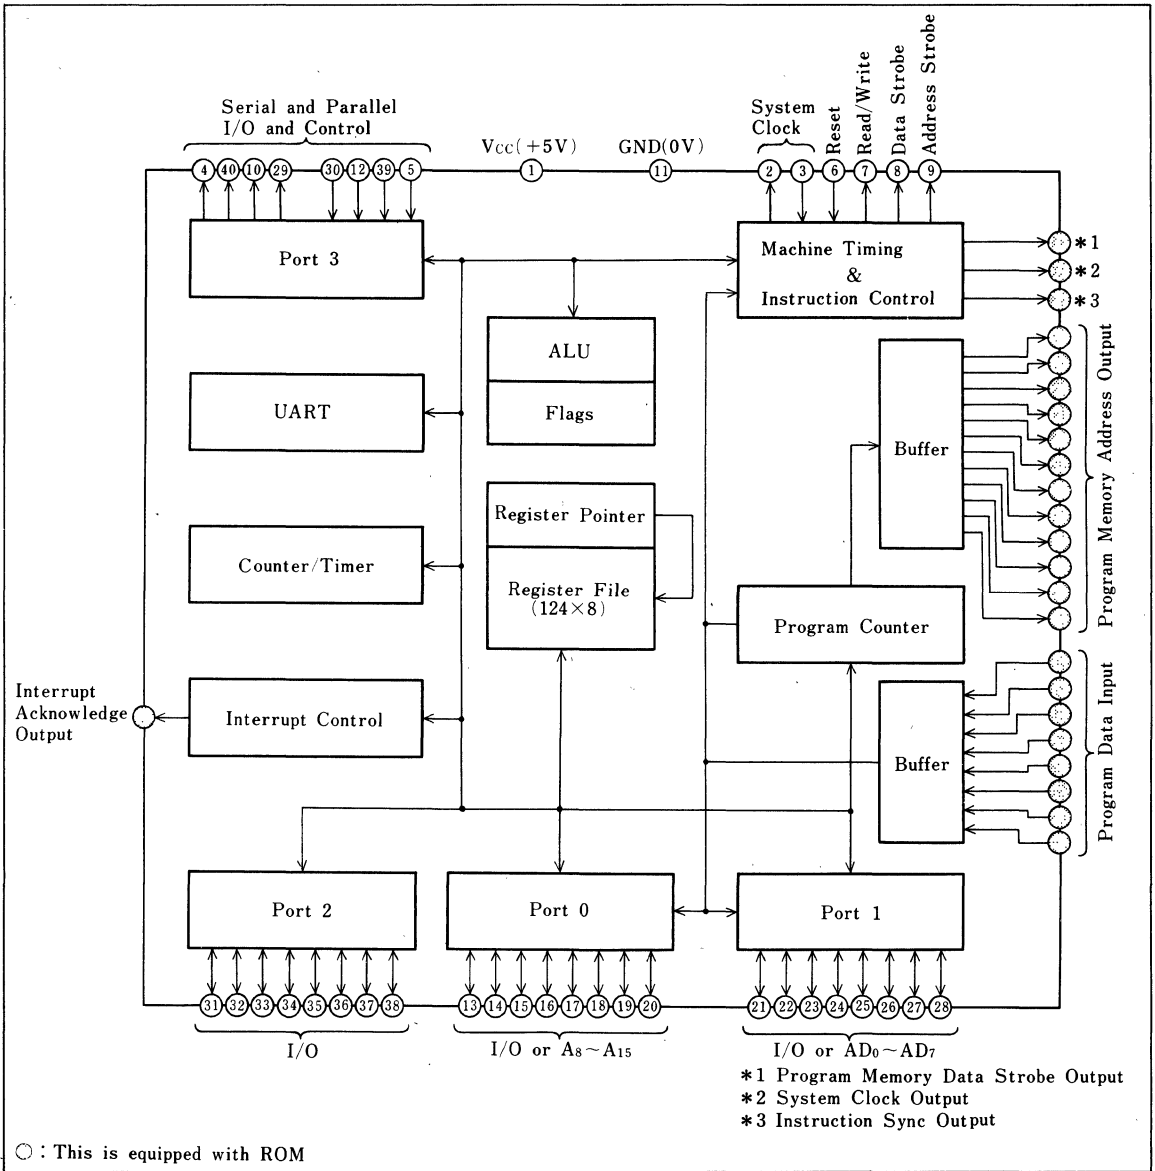 Serial and Parallel
I/O and Control
Vcc(+5V)
GND(0V)
System
Clock
Reset
Read/Write
Data Strobe
Address Strobe
4 40 10 29 30 12 39 5
1
11
2 3 6 7 8 9
Port 3
Machine Timing
&
Instruction Control
*1
*2
*3
ALU
Flags
UART
Buffer
Program Memory Address Output
Register Pointer
Register File
(124×8)
Counter/Timer
Program Counter
Interrupt
Acknowledge
Output
Interrupt Control
Buffer
Program Data Input
Port 2
Port 0
Port 1
31 32 33 34 35 36 37 38
13 14 15 16 17 18 19 20
21 22 23 24 25 26 27 28
I/O
I/O or A8~A15
I/O or AD0~AD7
*1 Program Memory Data Strobe Output
*2 System Clock Output
*3 Instruction Sync Output
: This is equipped with ROM